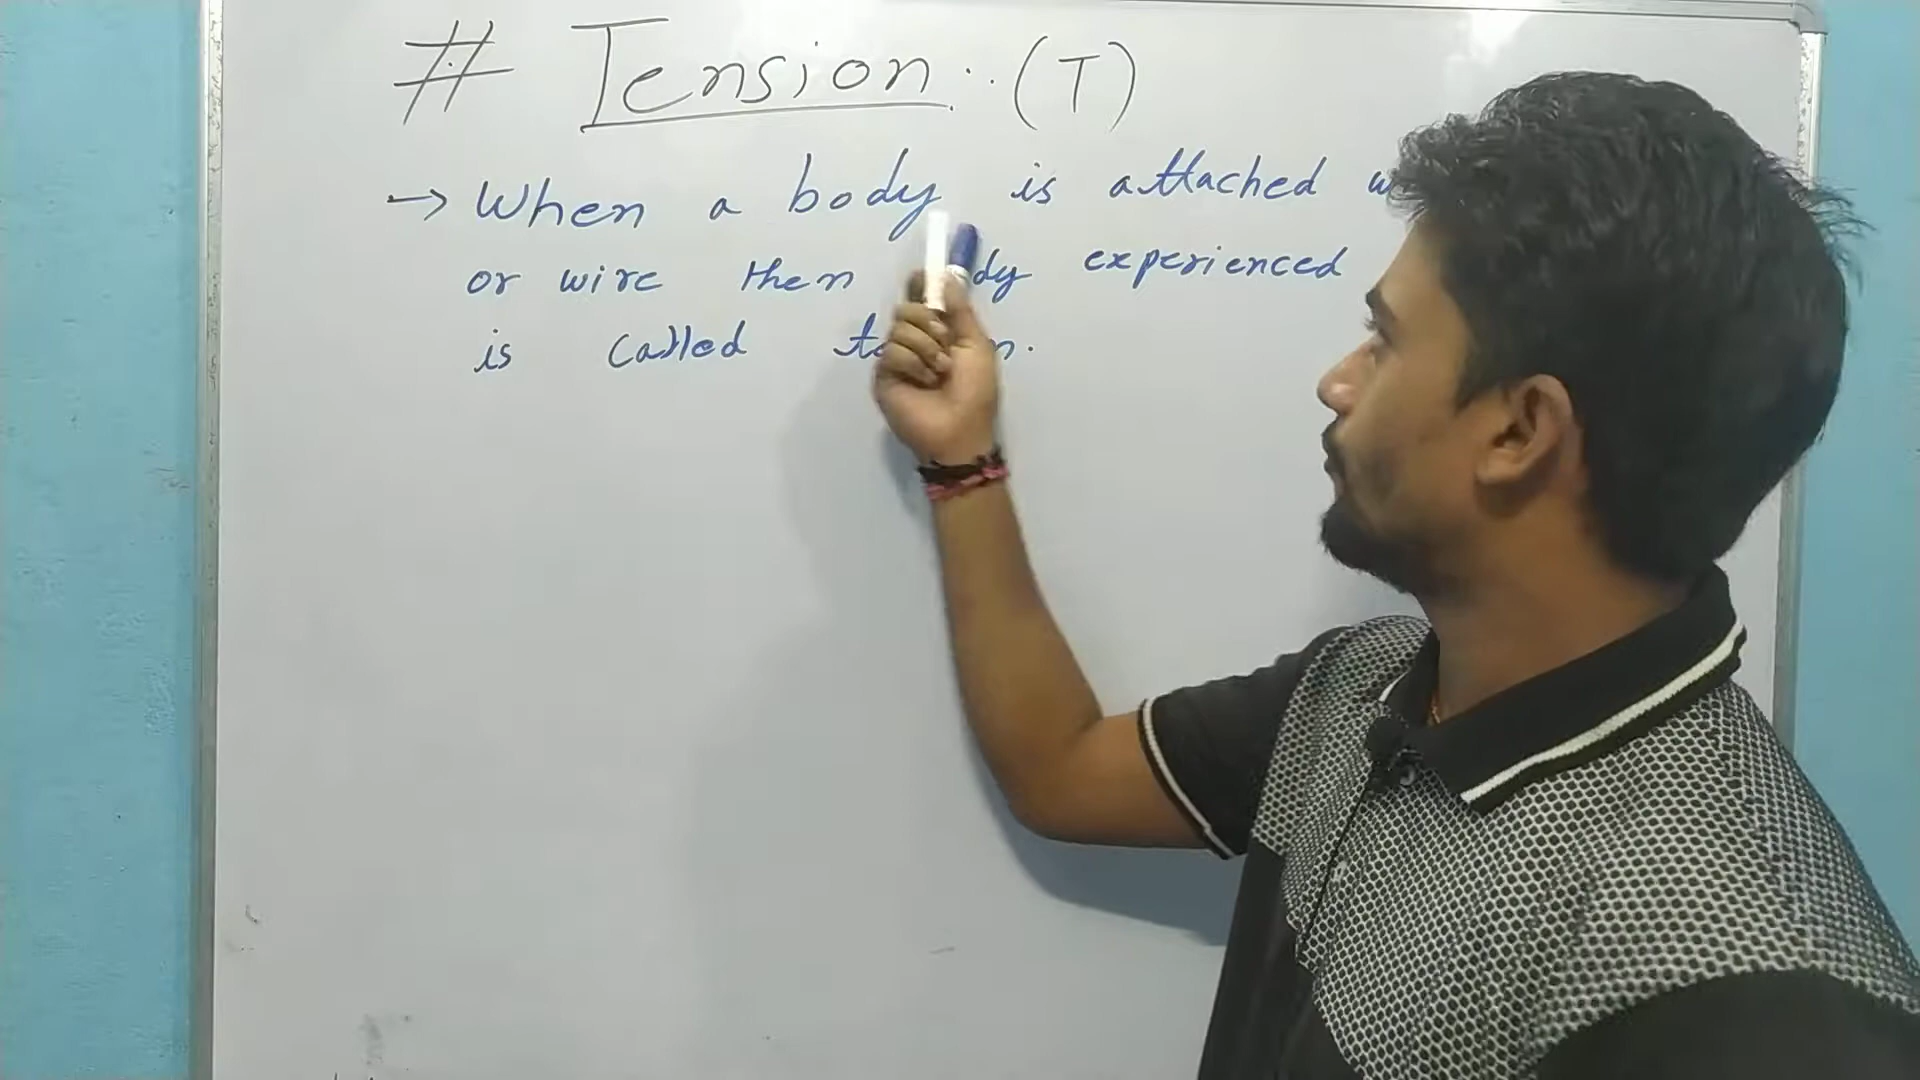 # Tension :- (T)
→ When a body is attached
or wire then experienced
is called